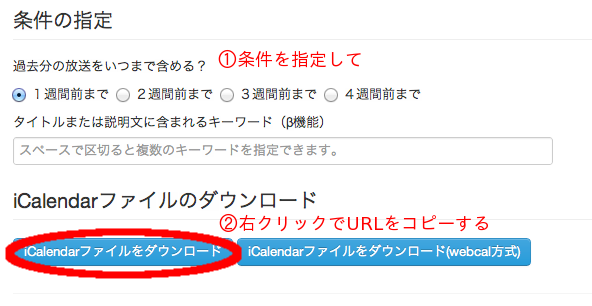 条件の指定
①条件を指定して
過去分の放送をいつまで含める？
１週間前まで ２週間前まで ３週間前まで ４週間前まで
タイトルまたは説明文に含まれるキーワード（β機能）
スペースで区切ると複数のキーワードを指定できます。
iCalendarファイルのダウンロード
②右クリックでURLをコピーする
iCalendarファイルをダウンロード iCalendarファイルをダウンロード(webcal方式)